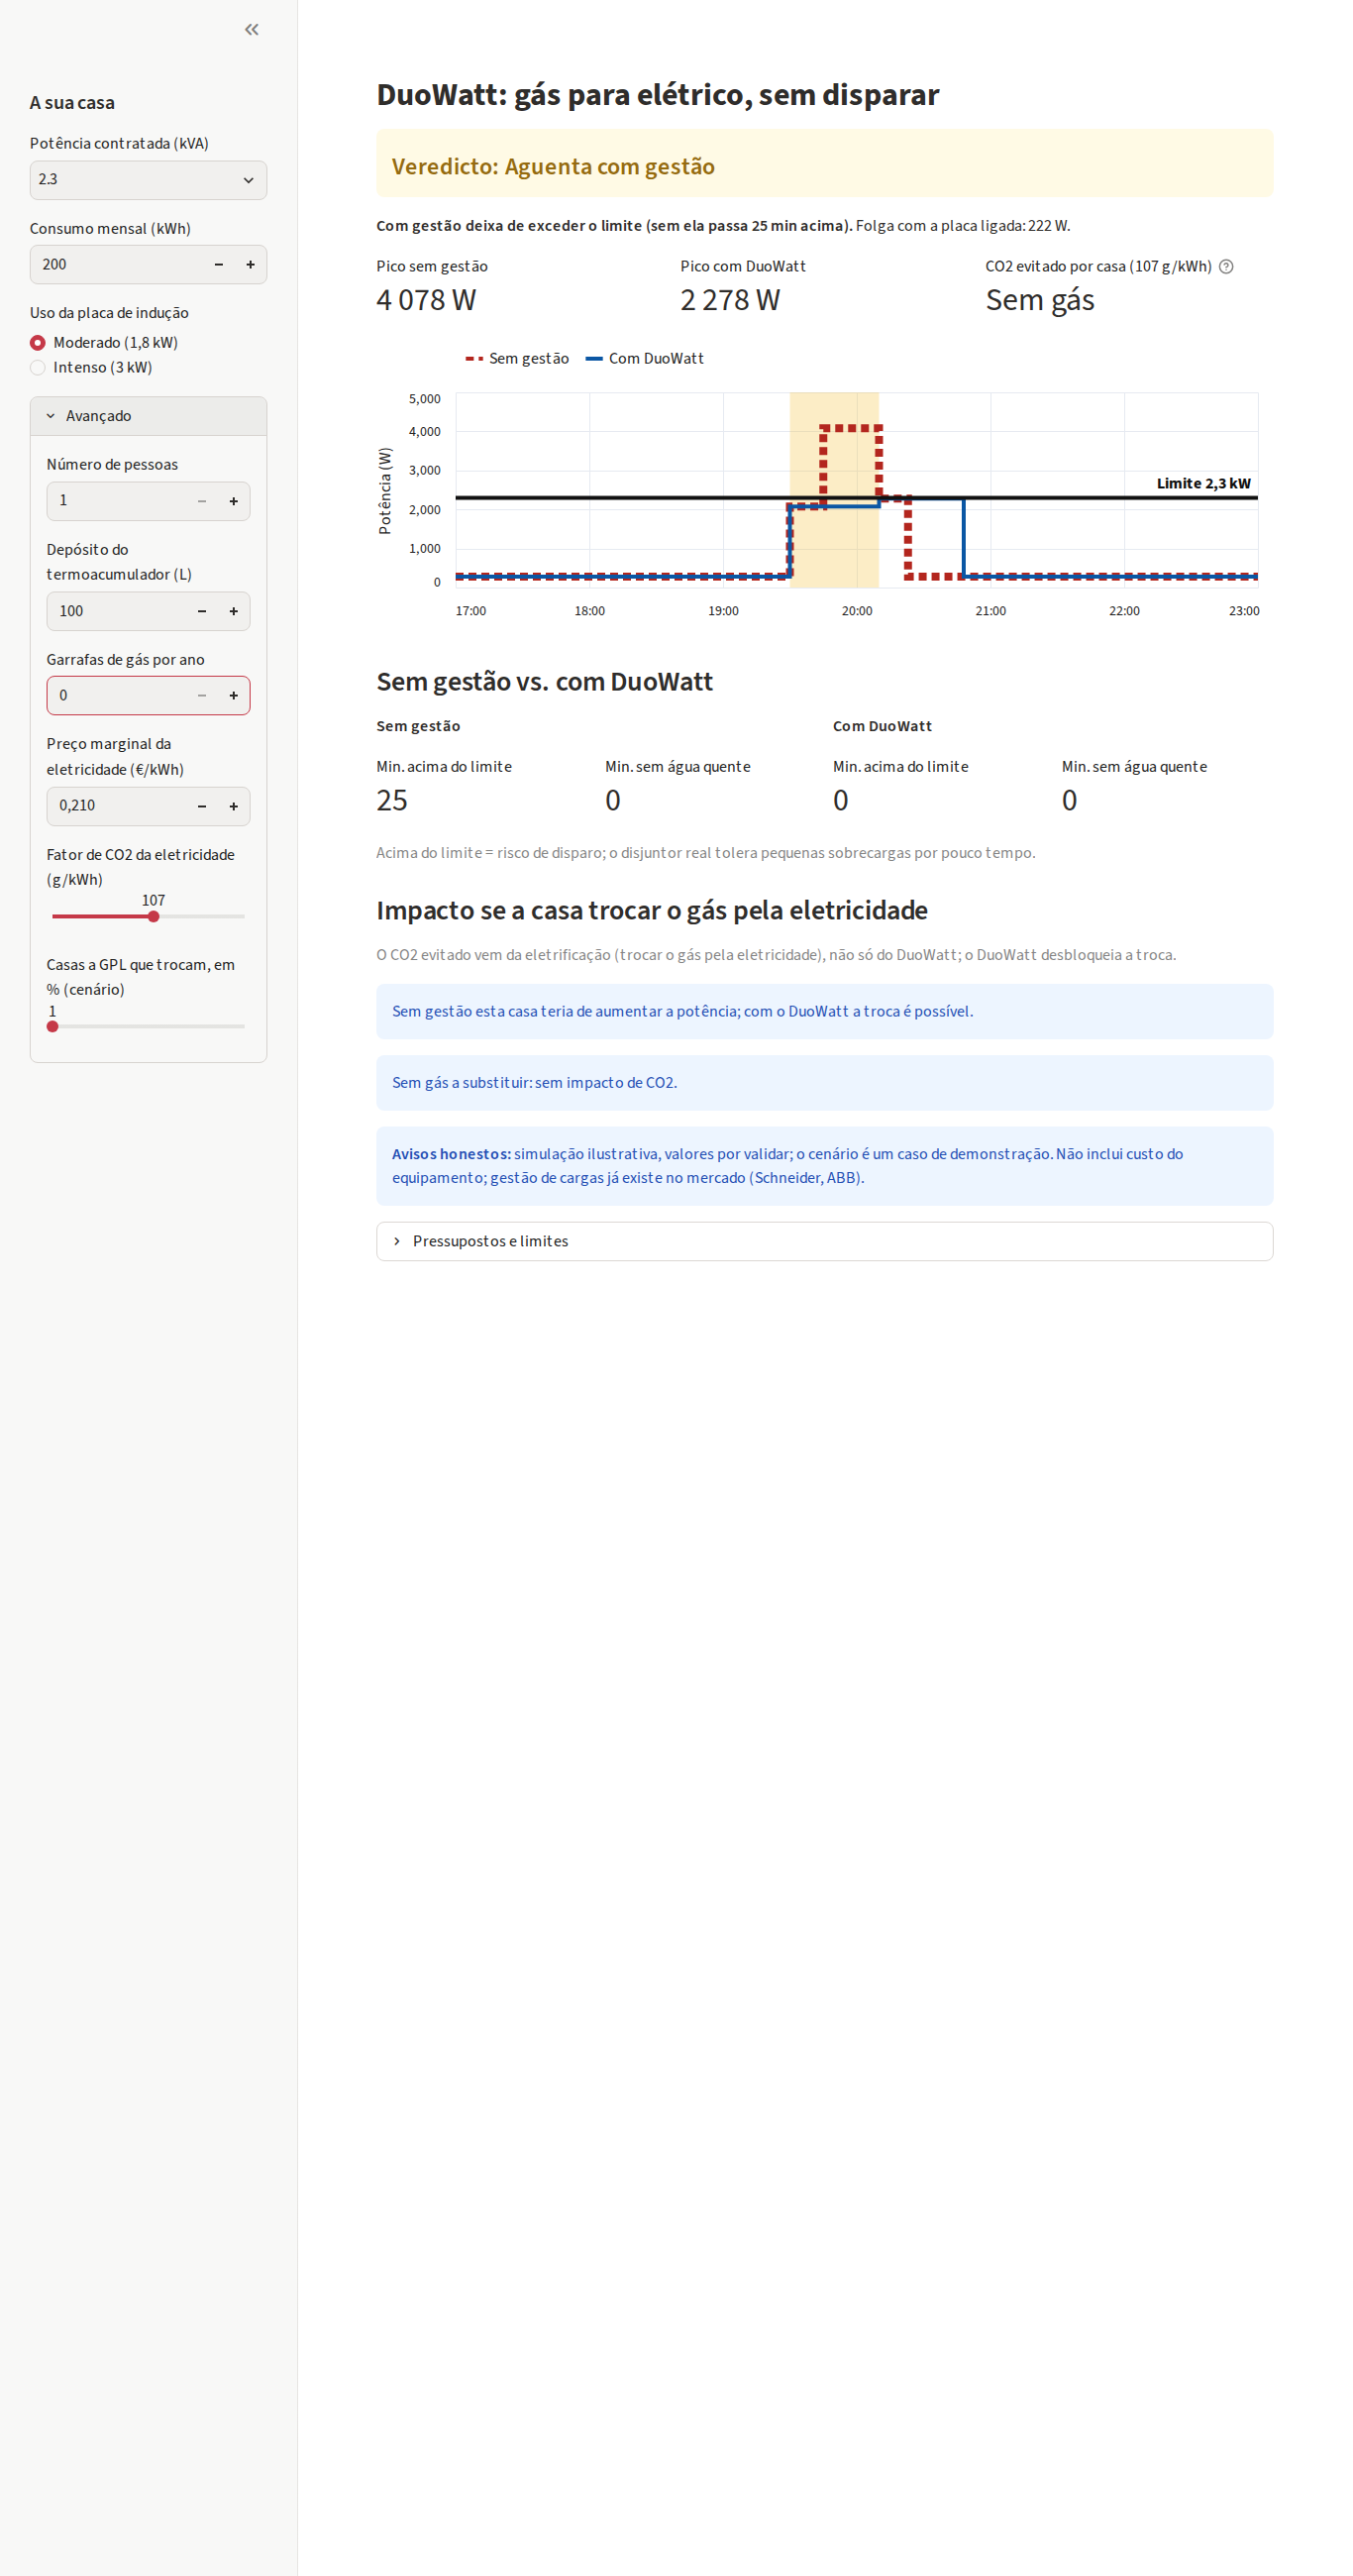 A sua casa
Potência contratada (kVA)
2.3
Consumo mensal (kWh)
200
Uso da placa de indução
Moderado (1,8 kW)
Intenso (3 kW)
Avançado
Número de pessoas
1
Depósito do
termoacumulador (L)
100
Garrafas de gás por ano
0
Preço marginal da
eletricidade (€/kWh)
0,210
Fator de CO2 da eletricidade
(g/kWh)
107
Casas a GPL que trocam, em
% (cenário)
1
DuoWatt: gás para elétrico, sem disparar
Veredicto: Aguenta com gestão
Com gestão deixa de exceder o limite (sem ela passa 25 min acima). Folga com a placa ligada: 222 W.
Pico sem gestão
4 078 W
Pico com DuoWatt
2 278 W
CO2 evitado por casa (107 g/kWh)
Sem gás
Sem gestão Com DuoWatt
Potência (W)
5,000
4,000
3,000
2,000
1,000
0
Limite 2,3 kW
17:00 18:00 19:00 20:00 21:00 22:00 23:00
Sem gestão vs. com DuoWatt
Sem gestão
Min. acima do limite
25
Min. sem água quente
0
Com DuoWatt
Min. acima do limite
0
Min. sem água quente
0
Acima do limite = risco de disparo; o disjuntor real tolera pequenas sobrecargas por pouco tempo.
Impacto se a casa trocar o gás pela eletricidade
O CO2 evitado vem da eletrificação (trocar o gás pela eletricidade), não só do DuoWatt; o DuoWatt desbloqueia a troca.
Sem gestão esta casa teria de aumentar a potência; com o DuoWatt a troca é possível.
Sem gás a substituir: sem impacto de CO2.
Avisos honestos: simulação ilustrativa, valores por validar; o cenário é um caso de demonstração. Não inclui custo do
equipamento; gestão de cargas já existe no mercado (Schneider, ABB).
Pressupostos e limites